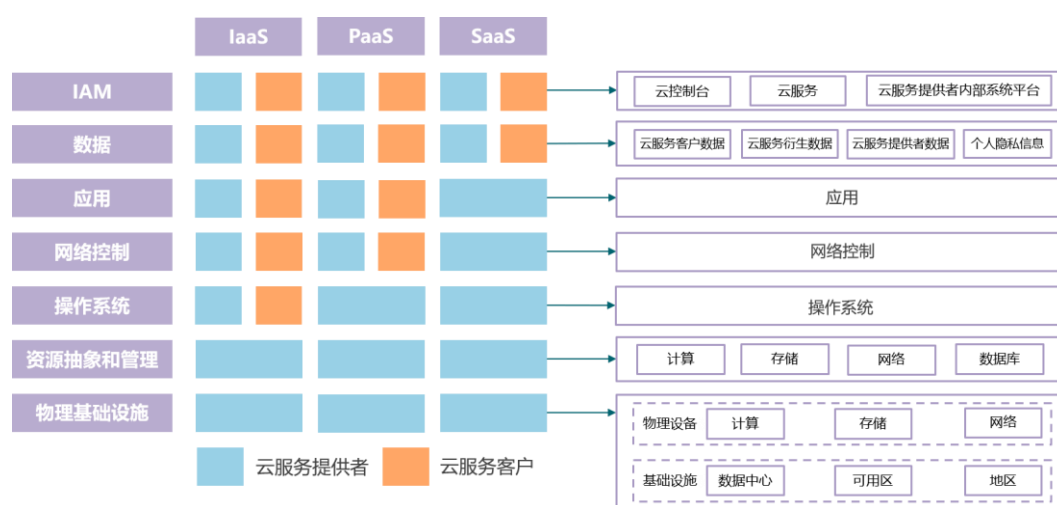 IaaS PaaS SaaS
IAM 云控制台 云服务 云服务提供者内部系统平台
数据 云服务客户数据 云服务衍生数据 云服务提供者数据 个人隐私信息
应用 应用
网络控制 网络控制
操作系统 操作系统
资源抽象和管理 计算 存储 网络 数据库
物理基础设施 物理设备 计算 存储 网络
云服务提供者 云服务客户 基础设施 数据中心 可用区 地区